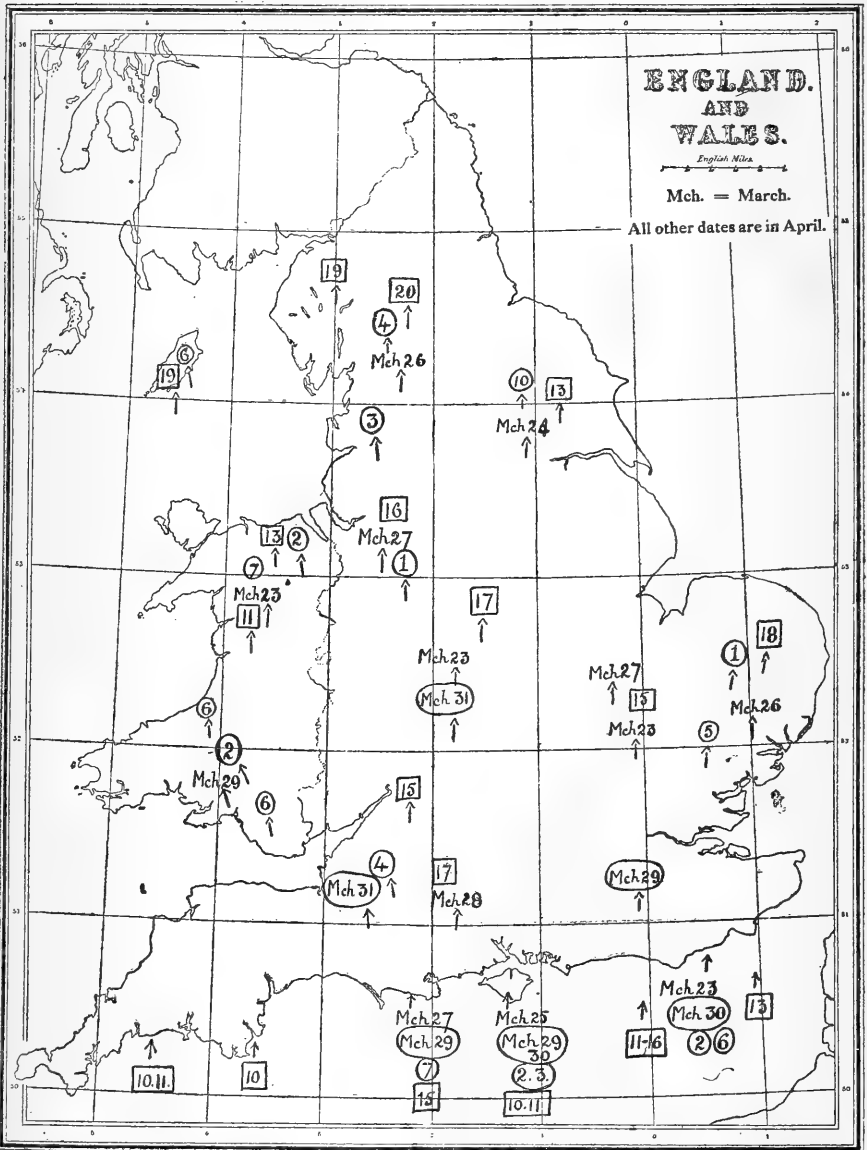 ENGLAND.
AND
WALES.
English Miles
Mch. = March.
All other dates are in April.
19
20
4
Mch 26
6
19
10
13
Mch 24
3
16
Mch 27
13
2
7
1
Mch 23
11
17
18
1
Mch 23
Mch 31
Mch 27
15
Mch 23
Mch 26
5
6
2
Mch 29
6
15
4
Mch 31
17
Mch 28
Mch 29
Mch 27
Mch 29
7
15
Mch 25
Mch 29
30
2.3.
10.11
Mch 23
Mch 30
2 6
13
11-16
10.11.
10